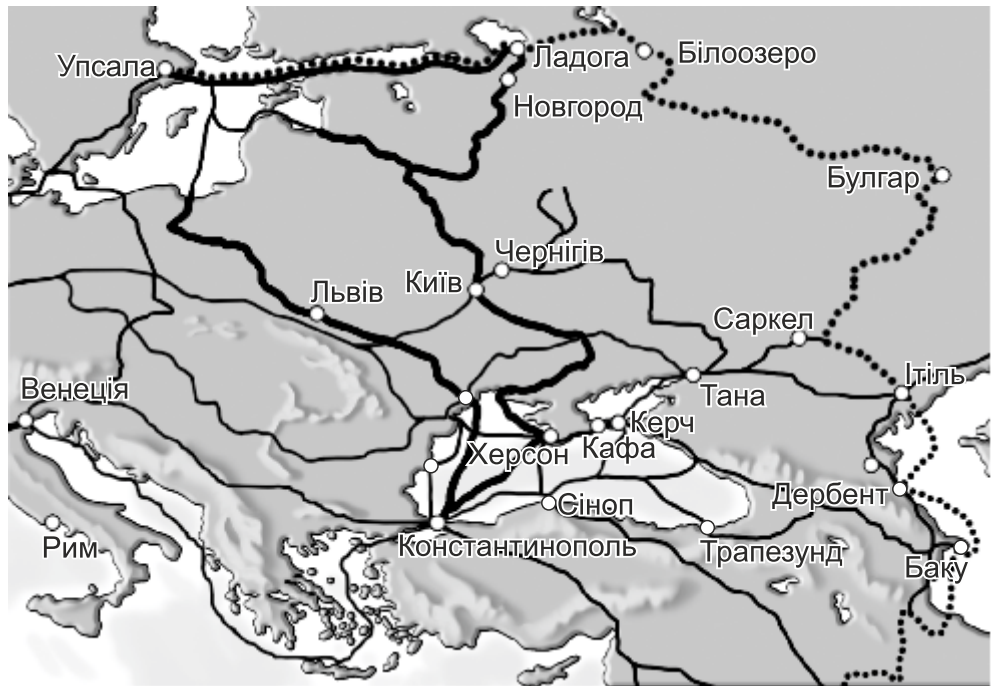 Упсала
Ладога
Білоозеро
Новгород
Булгар
Чернігів
Київ
Львів
Саркел
Ітіль
Венеція
Тана
Керч
Кафа
Херсон
Дербент
Сіноп
Рим
Константинополь
Трапезунд
Баку